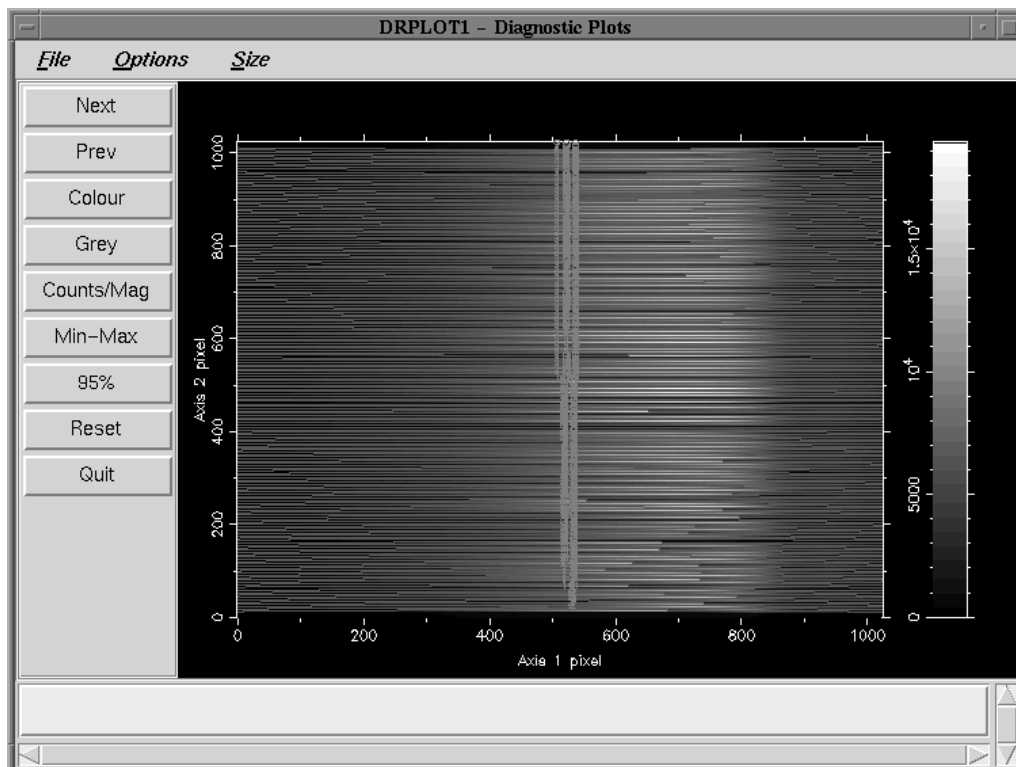 DRPLOT1 – Diagnostic Plots
File Options Size
Next
Prev
Colour
Grey
Counts/Mag
Min–Max
95%
Reset
Quit
Axis 2 pixel
0 200 400 600 800 1000
0 200 400 600 800 1000
Axis 1 pixel
0 5000 10⁴ 1.5×10⁴